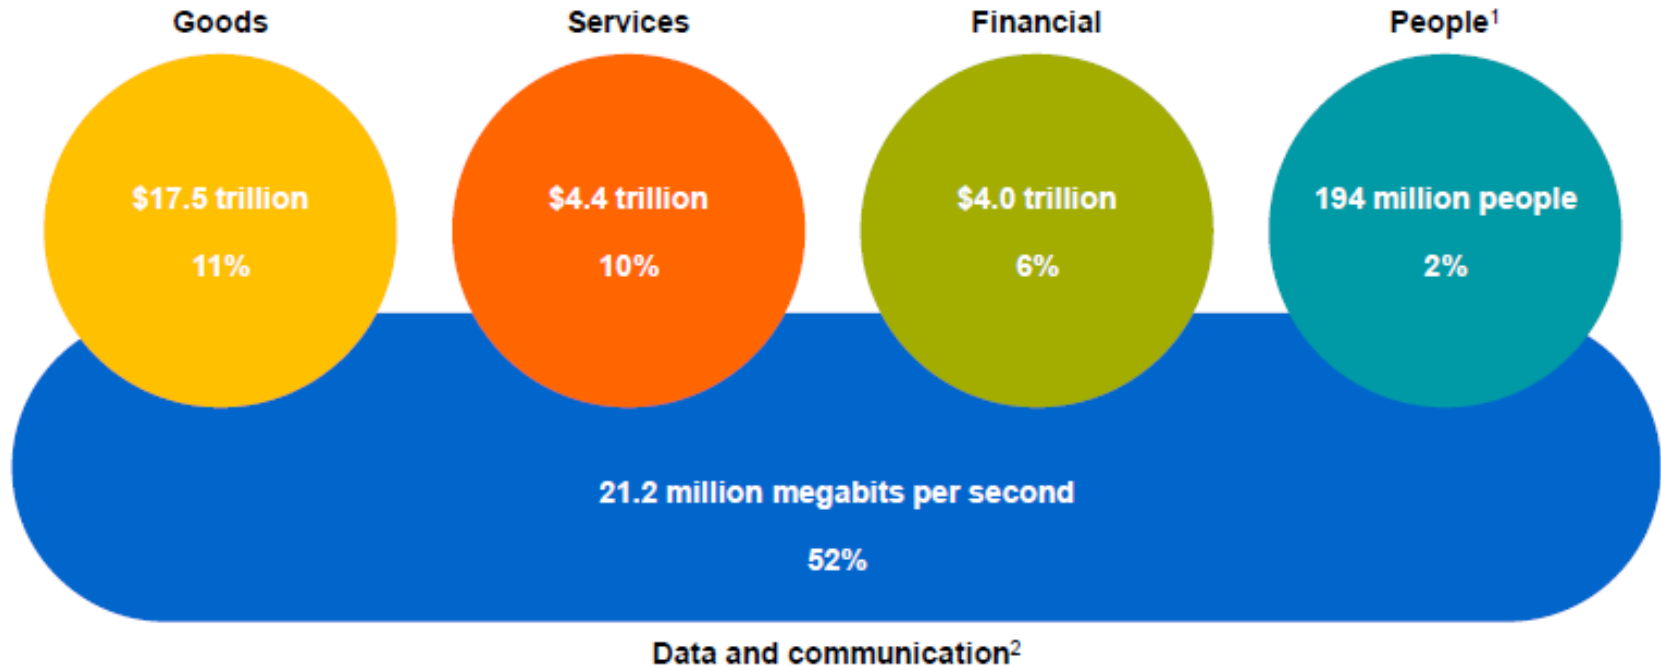 Goods
Services
Financial
People¹
$17.5 trillion
11%
$4.4 trillion
10%
$4.0 trillion
6%
194 million people
2%
21.2 million megabits per second
52%
Data and communication²